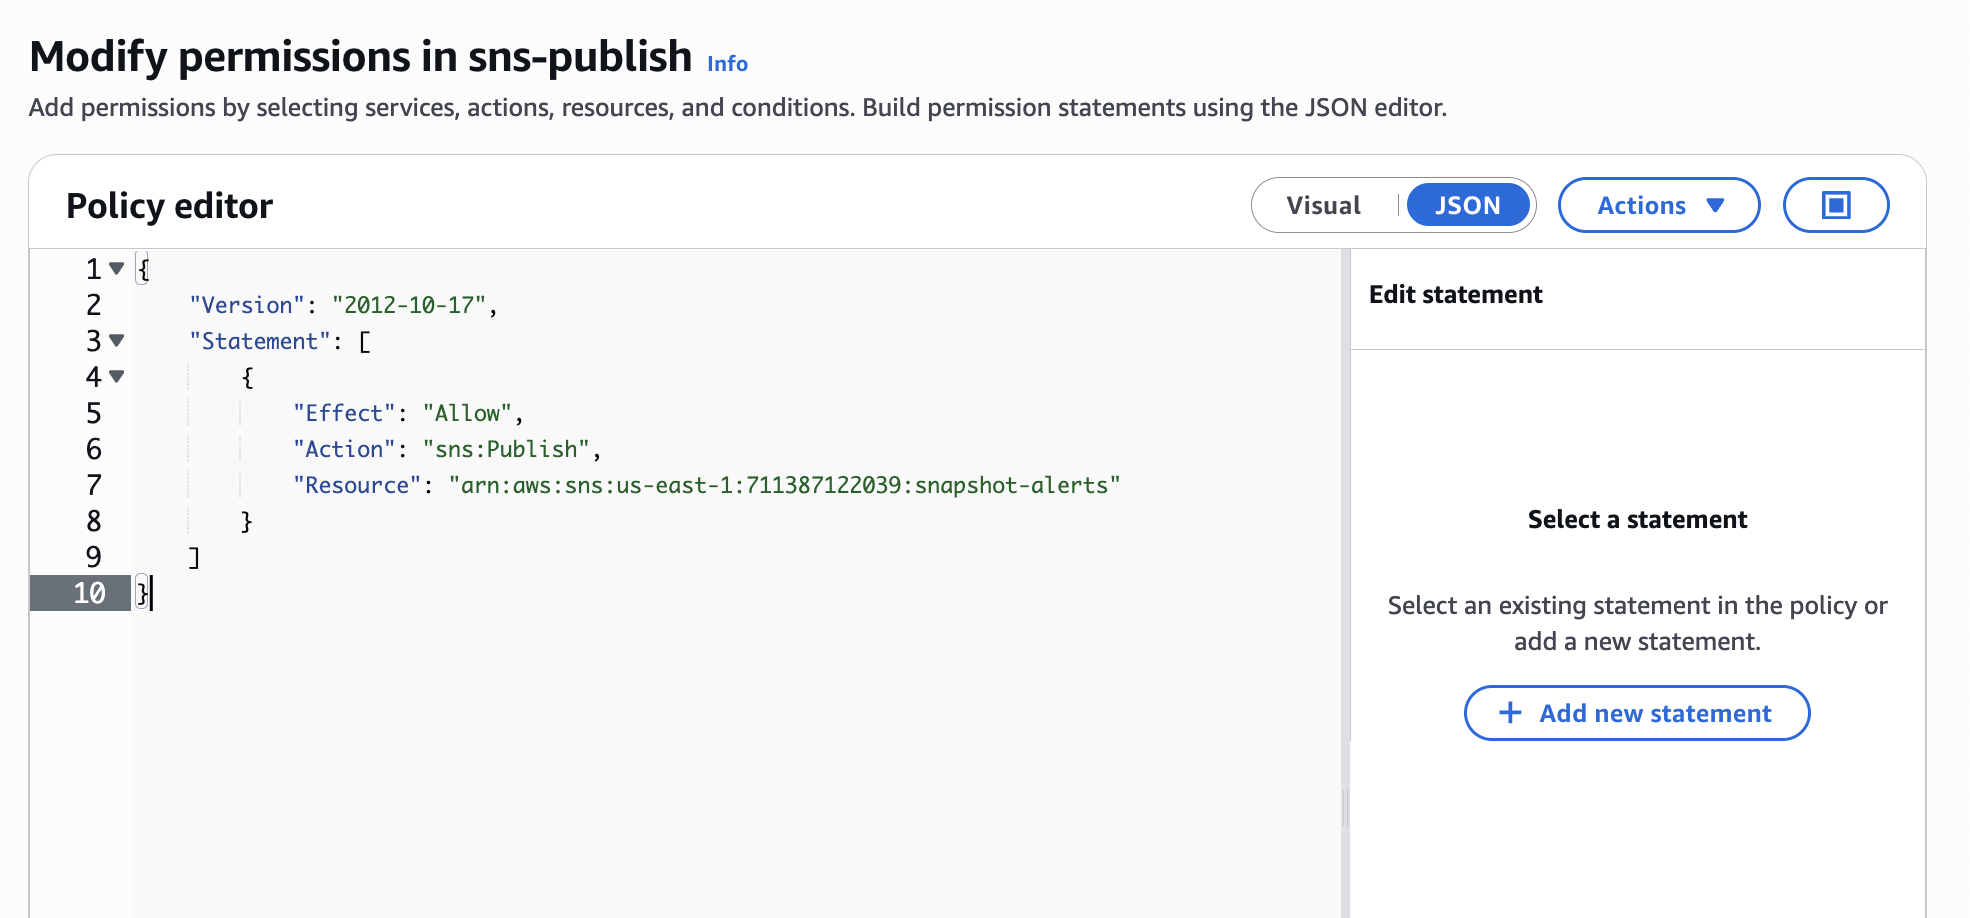 Modify permissions in sns-publish Info
Add permissions by selecting services, actions, resources, and conditions. Build permission statements using the JSON editor.
Policy editor
Visual JSON Actions
1 {
2 "Version": "2012-10-17",
3 "Statement": [
4 {
5 "Effect": "Allow",
6 "Action": "sns:Publish",
7 "Resource": "arn:aws:sns:us-east-1:711387122039:snapshot-alerts"
8 }
9 ]
10 }
Edit statement
Select a statement
Select an existing statement in the policy or
add a new statement.
+ Add new statement